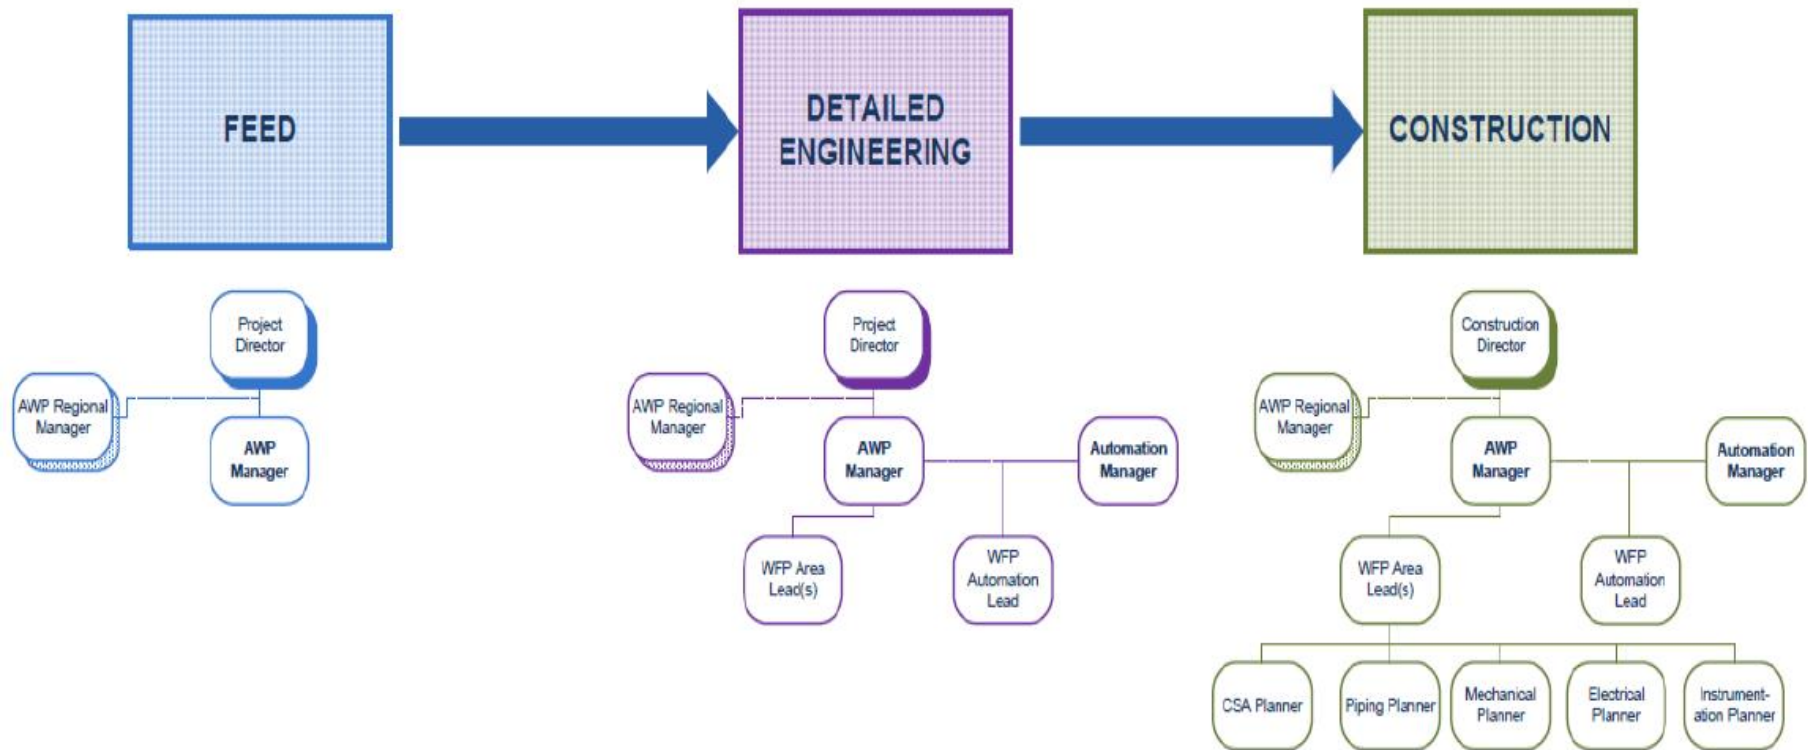 FEED
DETAILED
ENGINEERING
CONSTRUCTION
Project
Director
AWP Regional
Manager
AWP
Manager
Project
Director
AWP Regional
Manager
AWP
Manager
Automation
Manager
WFP Area
Lead(s)
WFP
Automation
Lead
Construction
Director
AWP Regional
Manager
AWP
Manager
Automation
Manager
WFP Area
Lead(s)
WFP
Automation
Lead
CSA Planner
Piping Planner
Mechanical
Planner
Electrical
Planner
Instrument-
ation Planner